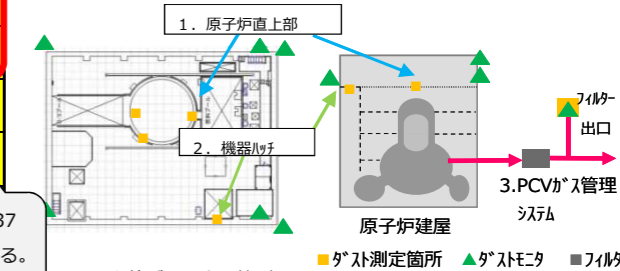 1．原子炉直上部
2．機器ﾊｯﾁ
ﾌｨﾙﾀｰ
出口
3.PCVｶﾞｽ管理
ｼｽﾃﾑ
原子炉建屋
37
る。
■ﾀﾞｽﾄ測定箇所 ▲ﾀﾞｽﾄﾓﾆﾀ ■ﾌｨﾙﾀ